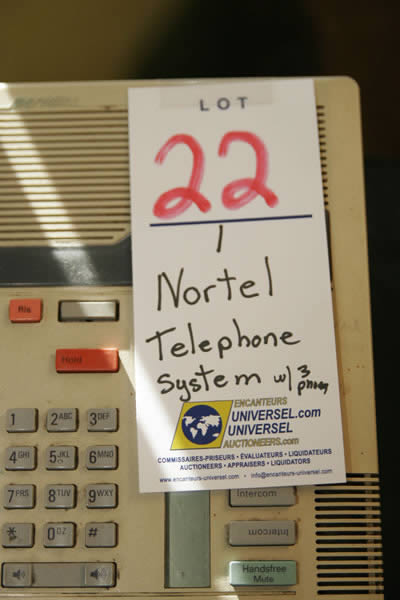 LOT
22
1
Nortel
Telephone
System w/ 3
phones
ENCANTEURS
UNIVERSEL.com
UNIVERSEL
AUCTIONEERS.com
COMMISSAIRES-PRISEURS • ÉVALUATEURS • LIQUIDATEURS
AUCTIONEERS • APPRAISERS • LIQUIDATORS
www.encanteurs-universel.com • info@encanteurs-universel.com
Rls
Hold
1 2ABC 3DEF
4GHI 5JKL 6MNO
7PRS 8TUV 9WXY
* 0QZ #
Intercom
Intercom
Handsfree
Mute